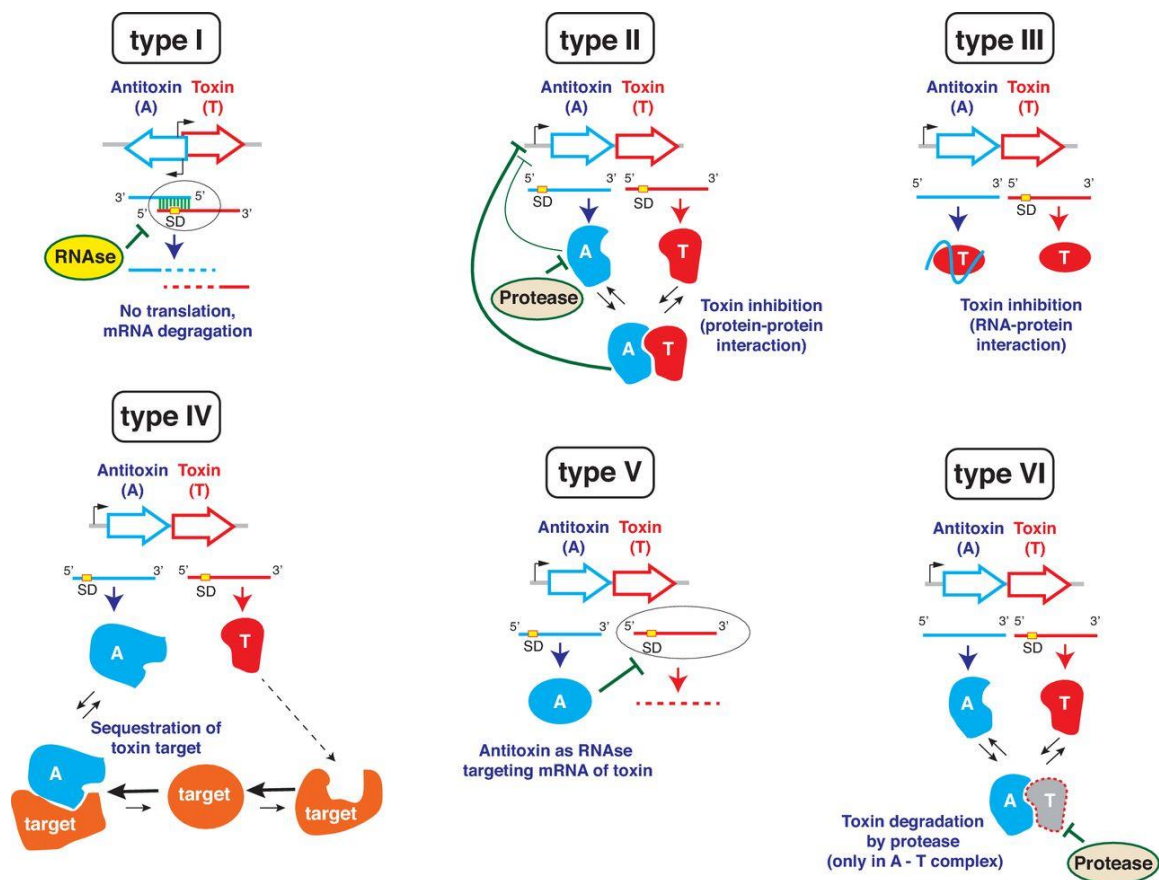 type I
Antitoxin Toxin
(A) (T)
3’ 5’
5’ SD 3’
RNAse
No translation,
mRNA degragation
type II
Antitoxin Toxin
(A) (T)
5’ 3’ 5’ 3’
SD SD
A T
Protease
Toxin inhibition
(protein-protein
interaction)
A T
type III
Antitoxin Toxin
(A) (T)
5’ 3’ 5’ 3’
SD
T T
Toxin inhibition
(RNA-protein
interaction)
type IV
Antitoxin Toxin
(A) (T)
5’ 3’ 5’ 3’
SD SD
A T
Sequestration of
toxin target
A
target target target
type V
Antitoxin Toxin
(A) (T)
5’ 3’ 5’ 3’
SD SD
A
Antitoxin as RNAse
targeting mRNA of toxin
type VI
Antitoxin Toxin
(A) (T)
5’ 3’ 5’ 3’
SD
A T
A T
Toxin degradation
by protease
(only in A - T complex)
Protease